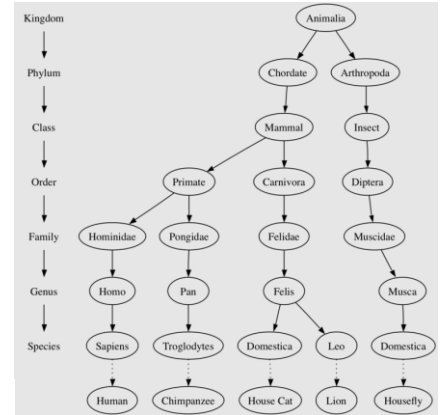 Kingdom
Animalia
Phylum
Chordate
Arthropoda
Class
Mammal
Insect
Order
Primate
Carnivora
Diptera
Family
Hominidae
Pongidae
Felidae
Muscidae
Genus
Homo
Pan
Felis
Musca
Species
Sapiens
Troglodytes
Domestica
Leo
Domestica
Human
Chimpanzee
House Cat
Lion
Housefly